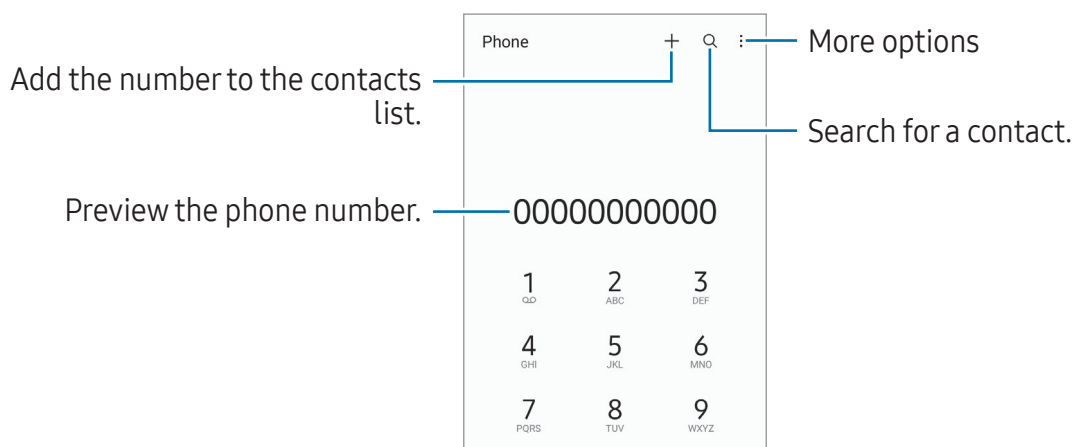 Phone
More options
Add the number to the contacts
list.
Search for a contact.
Preview the phone number.
00000000000
1 2 3
ABC DEF
4 5 6
GHI JKL MNO
7 8 9
PQRS TUV WXYZ